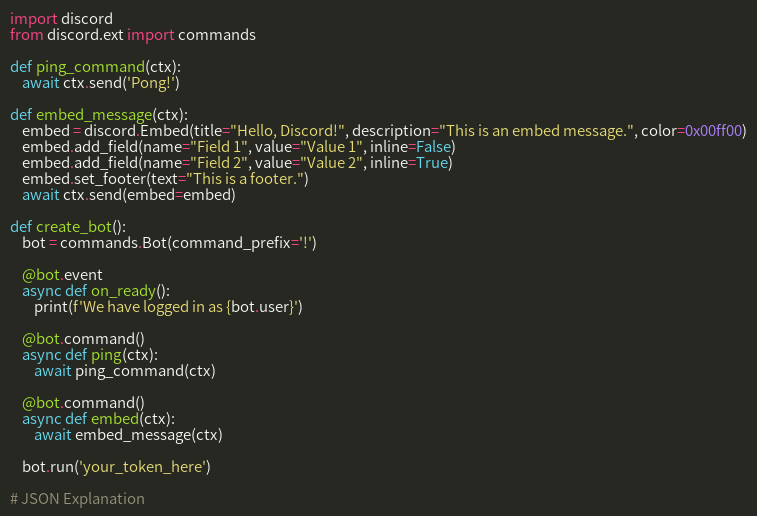 import discord
from discord.ext import commands

def ping_command(ctx):
    await ctx.send('Pong!')

def embed_message(ctx):
    embed = discord.Embed(title="Hello, Discord!", description="This is an embed message.", color=0x00ff00)
    embed.add_field(name="Field 1", value="Value 1", inline=False)
    embed.add_field(name="Field 2", value="Value 2", inline=True)
    embed.set_footer(text="This is a footer.")
    await ctx.send(embed=embed)

def create_bot():
    bot = commands.Bot(command_prefix='!')

    @bot.event
    async def on_ready():
        print(f'We have logged in as {bot.user}')

    @bot.command()
    async def ping(ctx):
        await ping_command(ctx)

    @bot.command()
    async def embed(ctx):
        await embed_message(ctx)

    bot.run('your_token_here')

# JSON Explanation